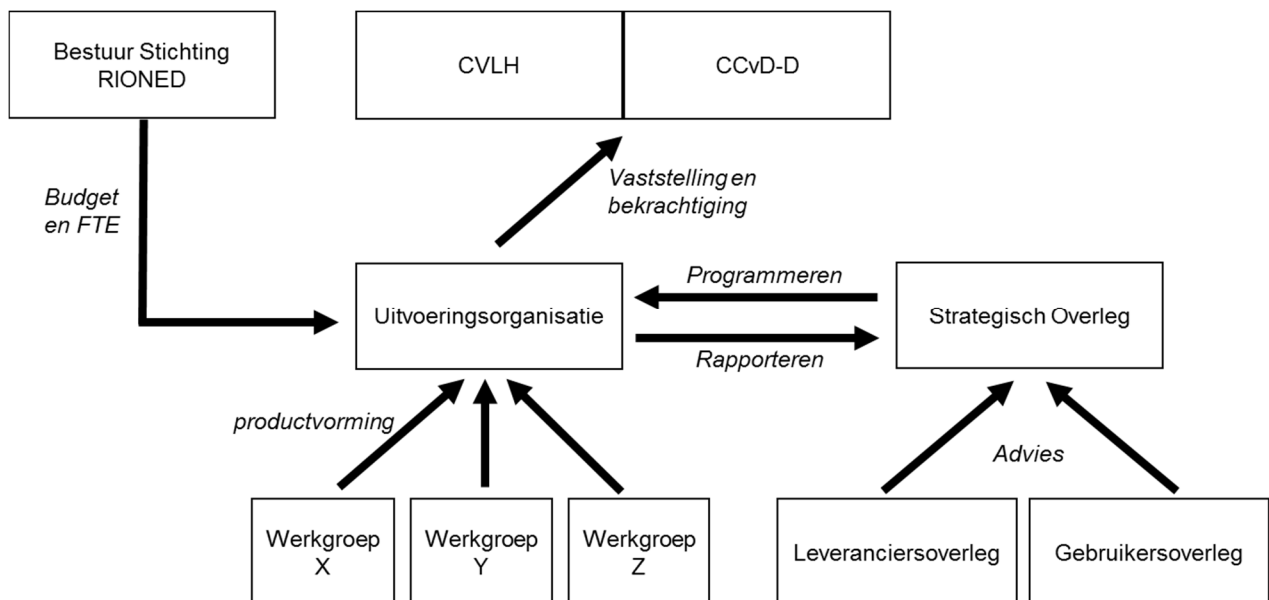 Bestuur Stichting
RIONED
CVLH
CCvD-D
Budget
en FTE
Vaststelling en
bekrachtiging
Uitvoeringsorganisatie
Programmeren
Rapporteren
Strategisch Overleg
productvorming
Advies
Werkgroep
X
Werkgroep
Y
Werkgroep
Z
Leveranciersoverleg
Gebruikersoverleg